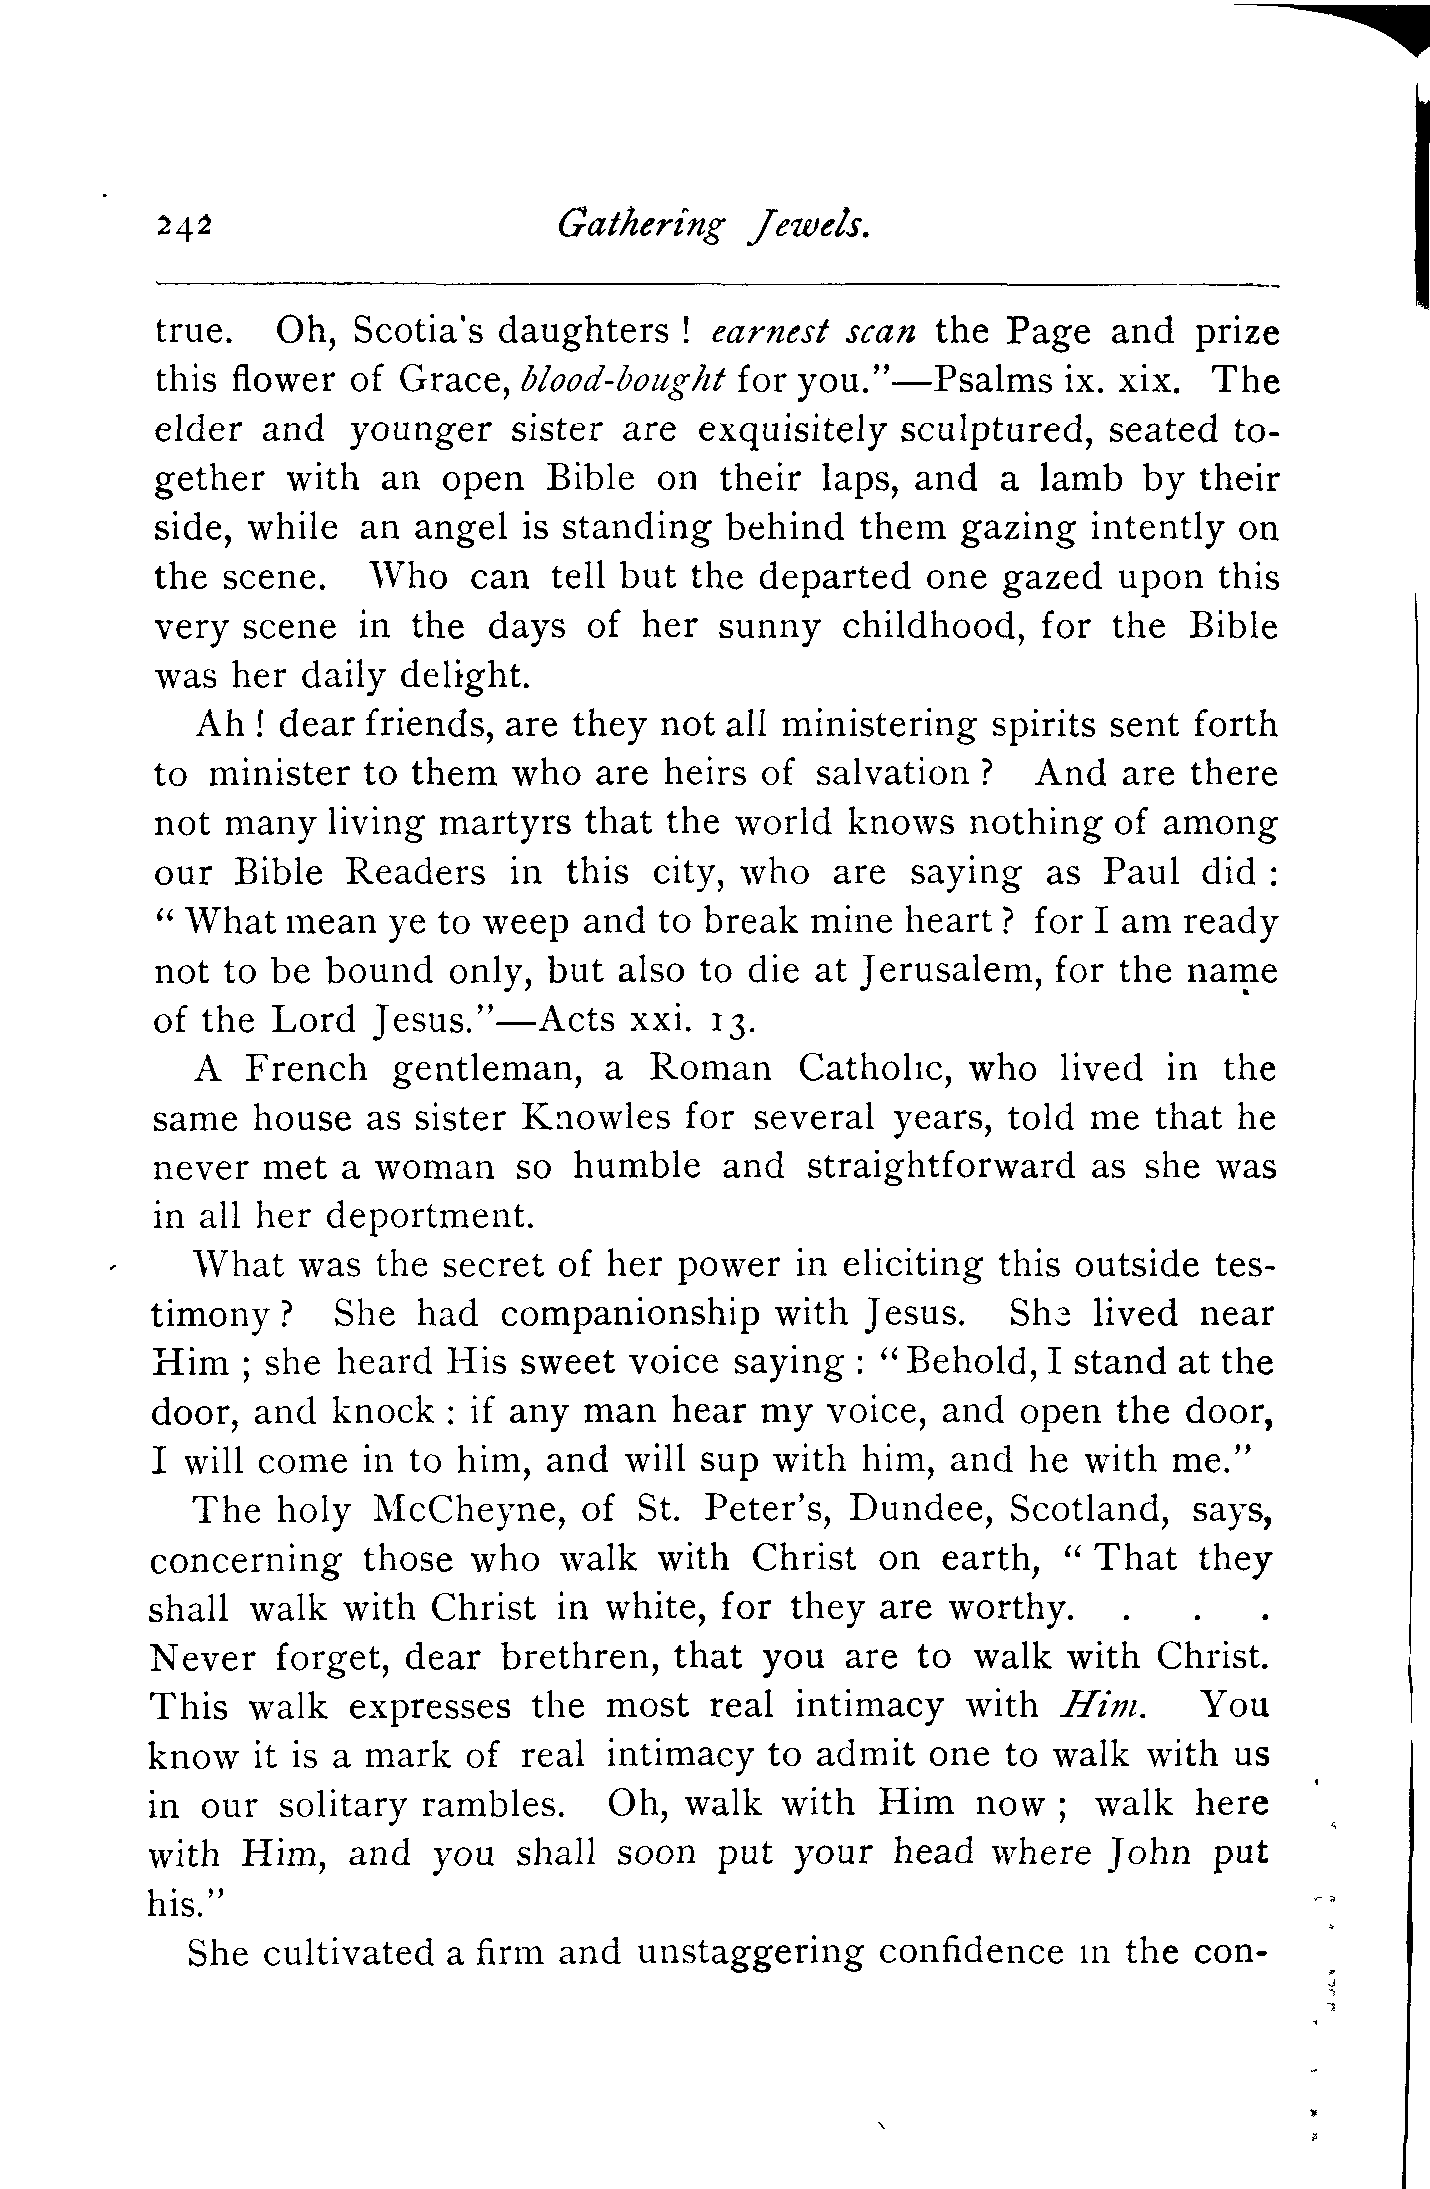 242 Gathering Jewels.
true. Oh, Scotia's daughters ! earnest scan the Page and prize
this flower of Grace, blood-bought for you."—Psalms ix. xix. The
elder and younger sister are exquisitely sculptured, seated to-
gether with an open Bible on their laps, and a lamb by their
side, while an angel is standing behind them gazing intently on
the scene. Who can tell but the departed one gazed upon this
very scene in the days of her sunny childhood, for the Bible
was her daily delight.
Ah ! dear friends, are they not all ministering spirits sent forth
to minister to them who are heirs of salvation ? And are there
not many living martyrs that the world knows nothing of among
our Bible Readers in this city, who are saying as Paul did :
" What mean ye to weep and to break mine heart ? for I am ready
not to be bound only, but also to die at Jerusalem, for the name
of the Lord Jesus."—Acts xxi. 13.
A French gentleman, a Roman Catholic, who lived in the
same house as sister Knowles for several years, told me that he
never met a woman so humble and straightforward as she was
in all her deportment.
What was the secret of her power in eliciting this outside tes-
timony ? She had companionship with Jesus. She lived near
Him ; she heard His sweet voice saying : " Behold, I stand at the
door, and knock : if any man hear my voice, and open the door,
I will come in to him, and will sup with him, and he with me."
The holy McCheyne, of St. Peter's, Dundee, Scotland, says,
concerning those who walk with Christ on earth, " That they
shall walk with Christ in white, for they are worthy. . . .
Never forget, dear brethren, that you are to walk with Christ.
This walk expresses the most real intimacy with Him. You
know it is a mark of real intimacy to admit one to walk with us
in our solitary rambles. Oh, walk with Him now ; walk here
with Him, and you shall soon put your head where John put
his."
She cultivated a firm and unstaggering confidence in the con-